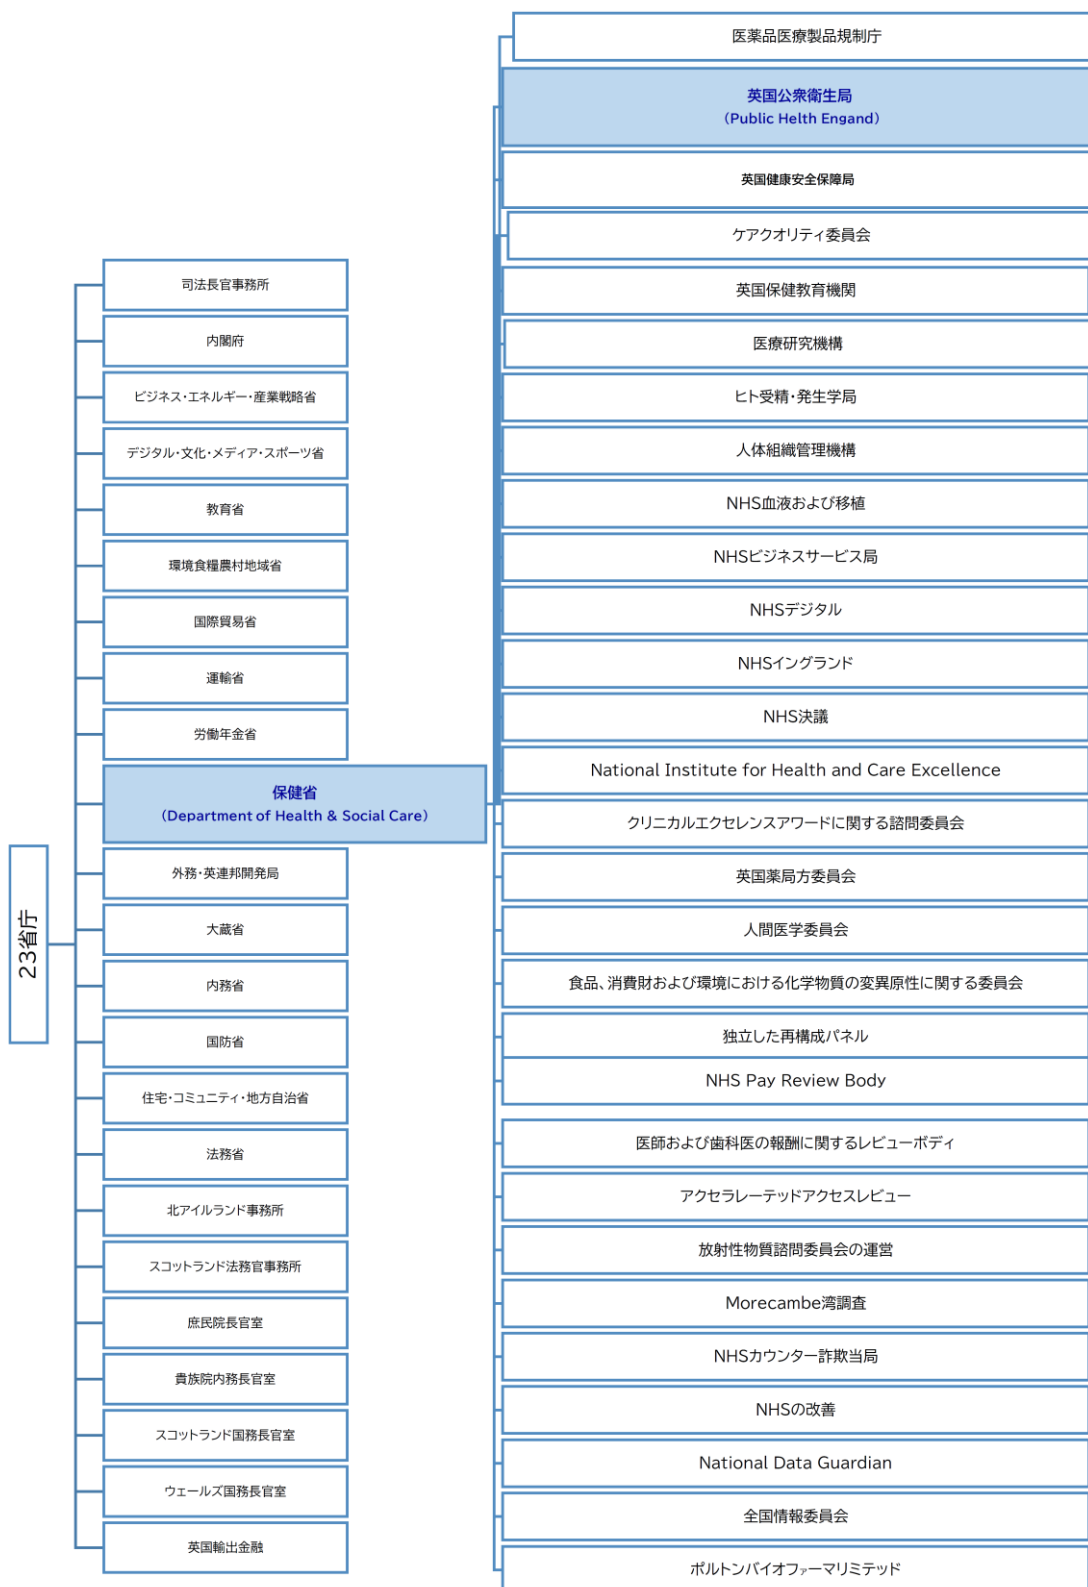 23省庁
司法長官事務所
内閣府
ビジネス・エネルギー・産業戦略省
デジタル・文化・メディア・スポーツ省
教育省
環境食糧農村地域省
国際貿易省
運輸省
労働年金省
保健省
(Department of Health & Social Care)
外務・英連邦開発局
大蔵省
内務省
国防省
住宅・コミュニティ・地方自治省
法務省
北アイルランド事務所
スコットランド法務官事務所
庶民院長官室
貴族院内務長官室
スコットランド国務長官室
ウェールズ国務長官室
英国輸出金融
医薬品医療製品規制庁
英国公衆衛生局
(Public Helth Engand)
英国健康安全保障局
ケアクオリティ委員会
英国保健教育機関
医療研究機構
ヒト受精・発生学局
人体組織管理機構
NHS血液および移植
NHSビジネスサービス局
NHSデジタル
NHSイングランド
NHS決議
National Institute for Health and Care Excellence
クリニカルエクセレンスアワードに関する諮問委員会
英国薬局方委員会
人間医学委員会
食品、消費財および環境における化学物質の変異原性に関する委員会
独立した再構成パネル
NHS Pay Review Body
医師および歯科医の報酬に関するレビューボディ
アクセラレーテッドアクセスレビュー
放射性物質諮問委員会の運営
Morecambe湾調査
NHSカウンター詐欺当局
NHSの改善
National Data Guardian
全国情報委員会
ポルトンバイオファーマリミテッド